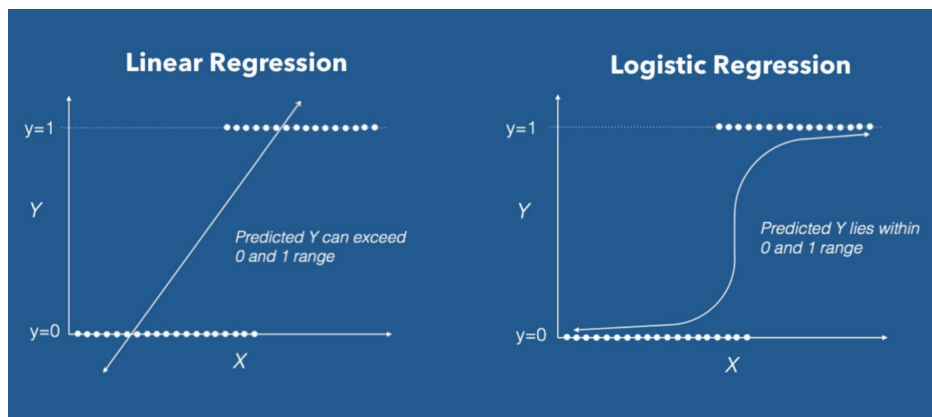 Linear Regression
y=1
Y
Predicted Y can exceed
0 and 1 range
y=0
X
Logistic Regression
y=1
Y
Predicted Y lies within
0 and 1 range
y=0
X